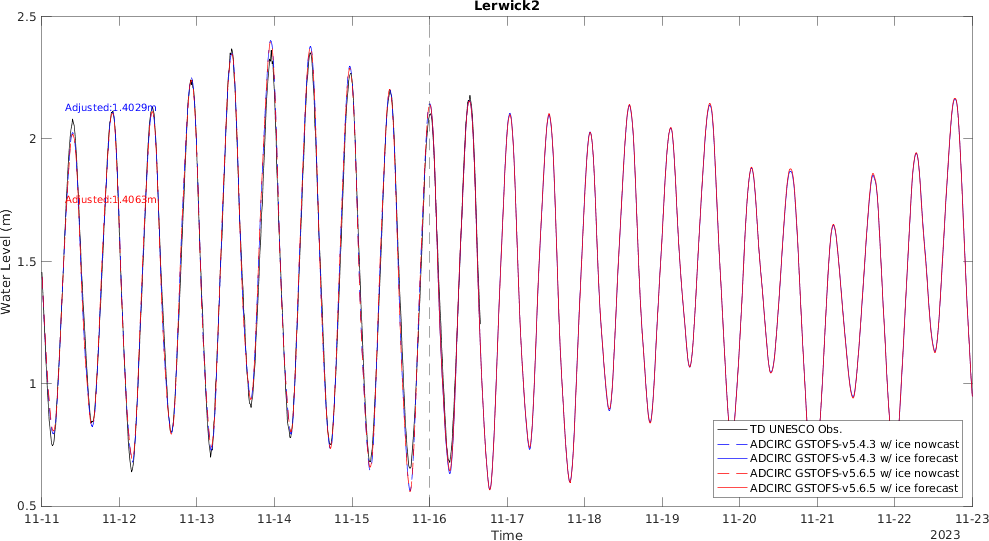 Lerwick2
2.5
2
1.5
1
0.5
Water Level (m)
Adjusted:1.4029m
Adjusted:1.4063m
TD UNESCO Obs.
ADCIRC GSTOFS-v5.4.3 w/ ice nowcast
ADCIRC GSTOFS-v5.4.3 w/ ice forecast
ADCIRC GSTOFS-v5.6.5 w/ ice nowcast
ADCIRC GSTOFS-v5.6.5 w/ ice forecast
11-11 11-12 11-13 11-14 11-15 11-16 11-17 11-18 11-19 11-20 11-21 11-22 11-23
Time
2023